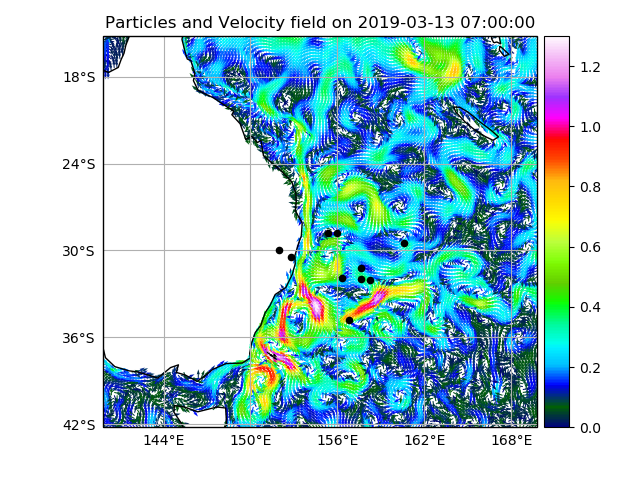 Particles and Velocity field on 2019-03-13 07:00:00
18°S
24°S
30°S
36°S
42°S
144°E 150°E 156°E 162°E 168°E
1.2
1.0
0.8
0.6
0.4
0.2
0.0